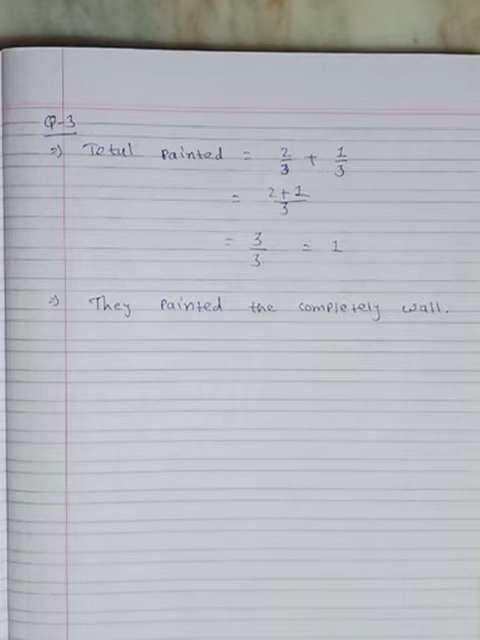 Q-3
⇒) Total painted = 2/3 + 1/3
= 2+1/3
= 3/3 = 1
⇒) They painted the completely wall.